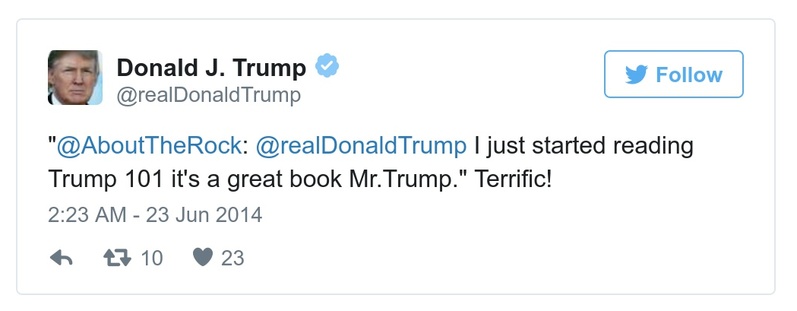 Donald J. Trump
@realDonaldTrump
Follow
"@AboutTheRock: @realDonaldTrump I just started reading
Trump 101 it's a great book Mr.Trump." Terrific!
2:23 AM - 23 Jun 2014
10 23